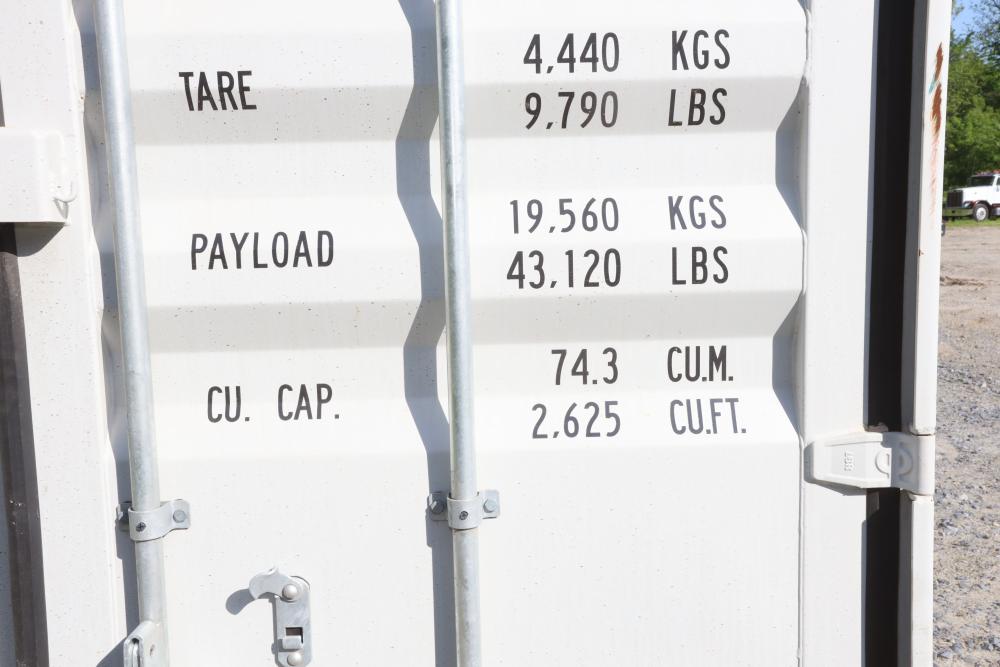 TARE 4,440 KGS
9,790 LBS
PAYLOAD 19,560 KGS
43,120 LBS
CU. CAP. 74.3 CU.M.
2,625 CU.FT.